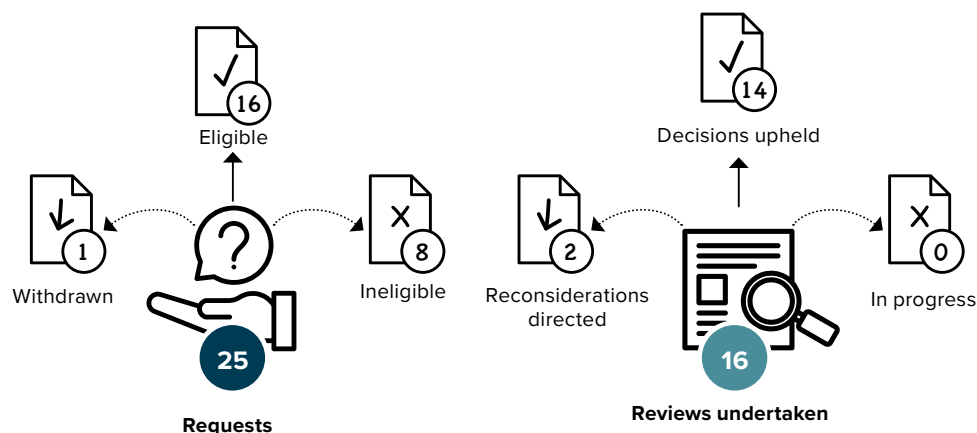 16
Eligible
1
Withdrawn
?
8
Ineligible
25
Requests
14
Decisions upheld
2
Reconsiderations
directed
0
In progress
16
Reviews undertaken